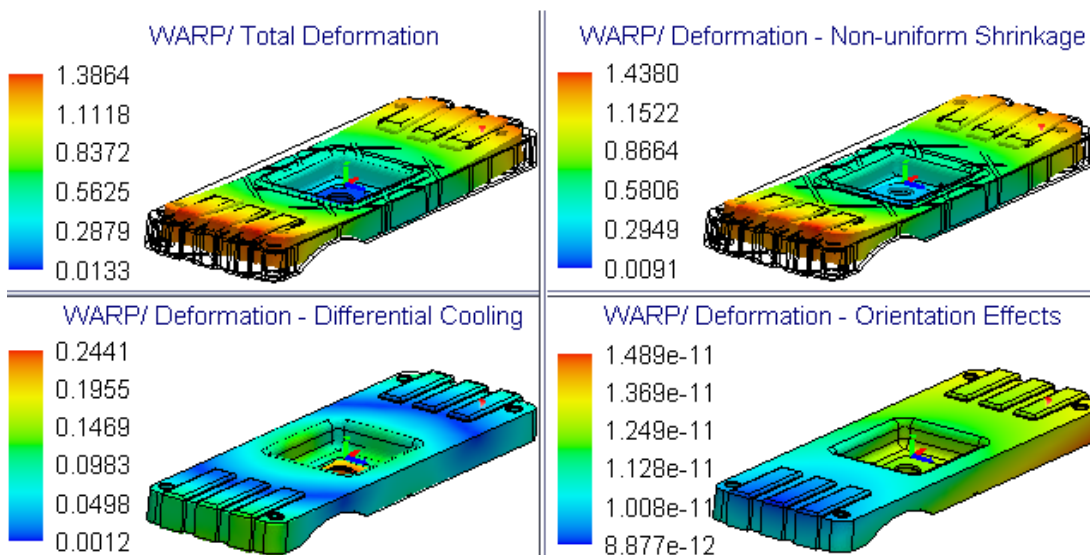 WARP/ Total Deformation
1.3864
1.1118
0.8372
0.5625
0.2879
0.0133
WARP/ Deformation - Non-uniform Shrinkage
1.4380
1.1522
0.8664
0.5806
0.2949
0.0091
WARP/ Deformation - Differential Cooling
0.2441
0.1955
0.1469
0.0983
0.0498
0.0012
WARP/ Deformation - Orientation Effects
1.489e-11
1.369e-11
1.249e-11
1.128e-11
1.008e-11
8.877e-12